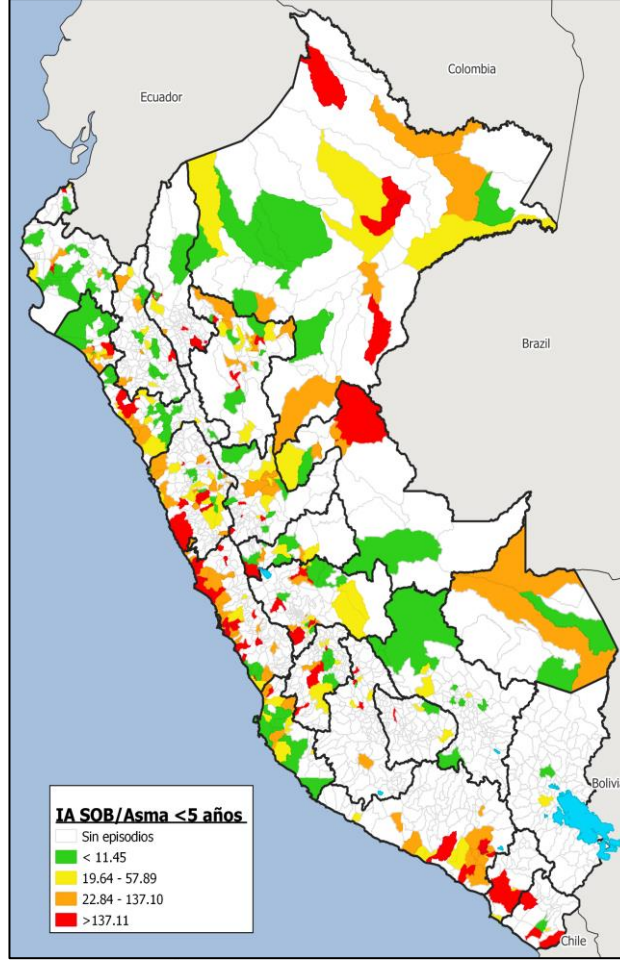 Colombia
Ecuador
Brazil
Bolivia
IA SOB/Asma <5 años
Sin episodios
< 11.45
19.64 - 57.89
22.84 - 137.10
>137.11
Chile